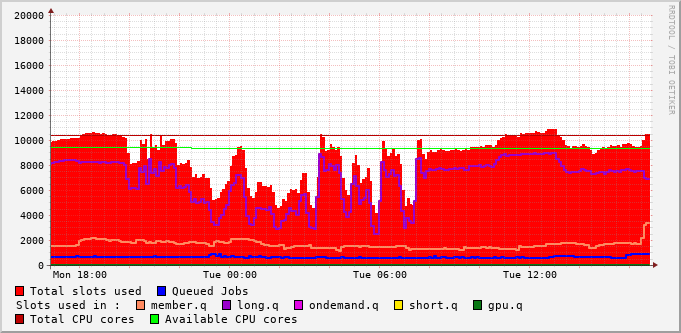 20000
18000
16000
14000
12000
10000
8000
6000
4000
2000
0
Mon 18:00 Tue 00:00 Tue 06:00 Tue 12:00
RRDTOOL / TOBI OETIKER
Total slots used Queued Jobs
Slots used in : member.q long.q ondemand.q short.q gpu.q
Total CPU cores Available CPU cores